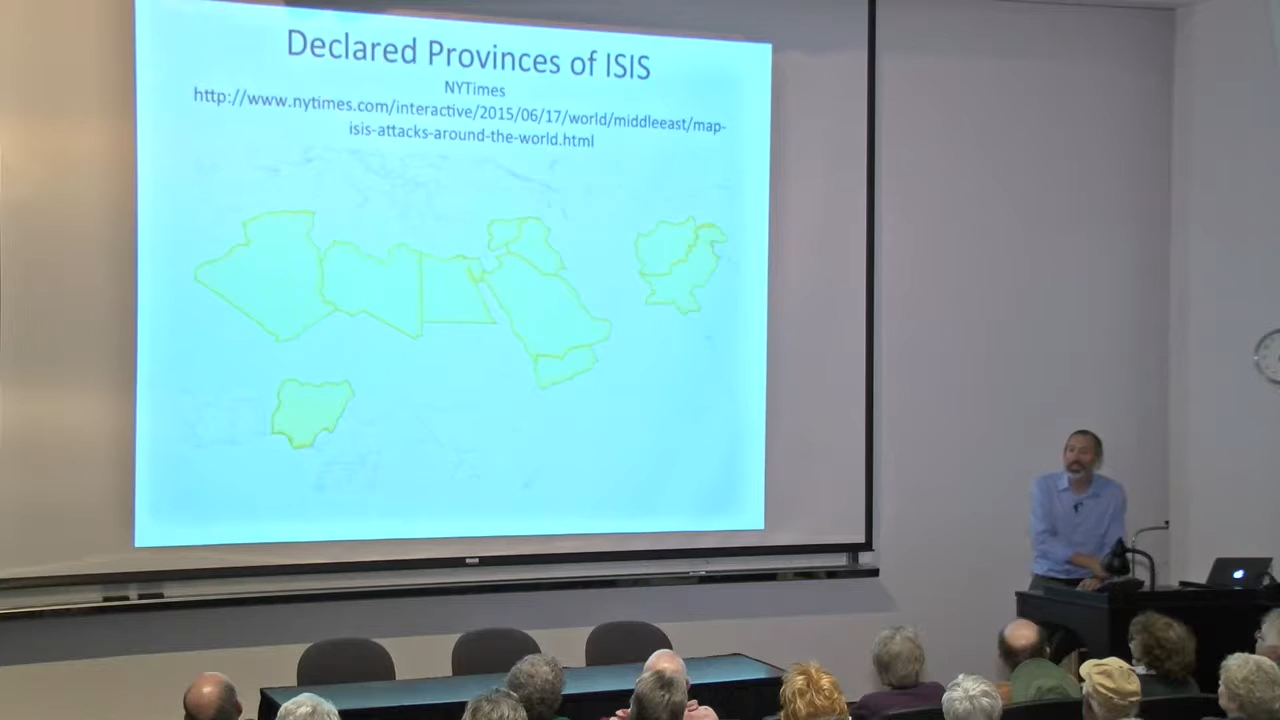 Declared Provinces of ISIS
NYTimes
http://www.nytimes.com/interactive/2015/06/17/world/middleeast/map-
isis-attacks-around-the-world.html